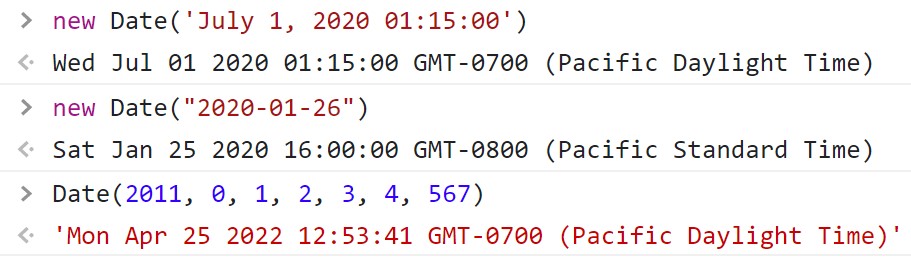 > new Date('July 1, 2020 01:15:00')
Wed Jul 01 2020 01:15:00 GMT-0700 (Pacific Daylight Time)
> new Date("2020-01-26")
Sat Jan 25 2020 16:00:00 GMT-0800 (Pacific Standard Time)
> Date(2011, 0, 1, 2, 3, 4, 567)
'Mon Apr 25 2022 12:53:41 GMT-0700 (Pacific Daylight Time)'